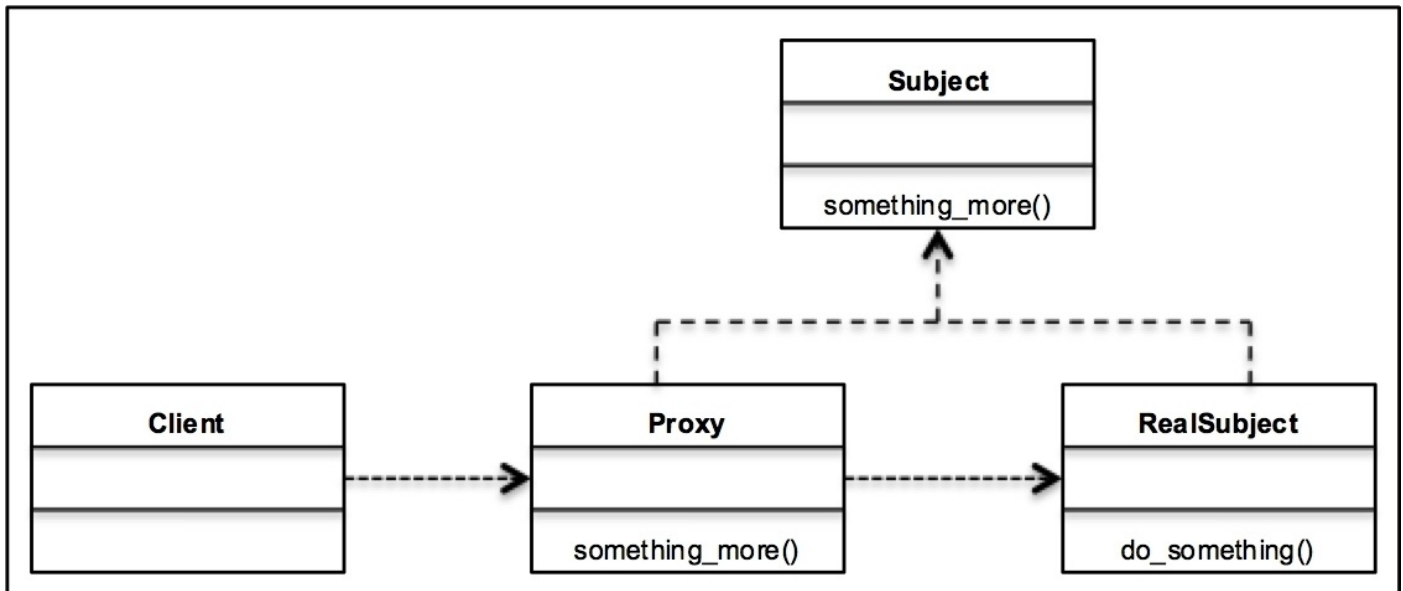 Subject
something_more()
Client
Proxy
something_more()
RealSubject
do_something()